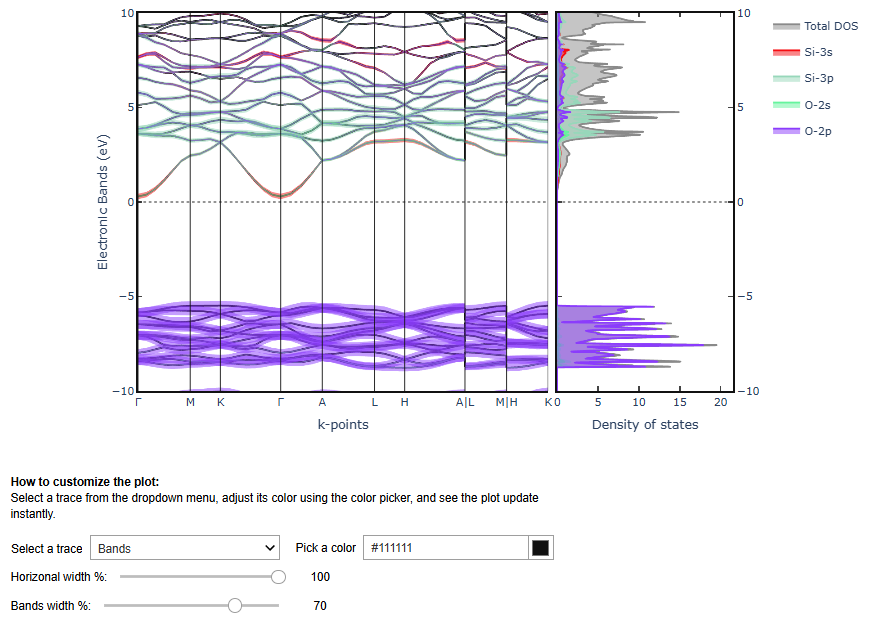 10
5
0
−5
−10
Electronic Bands (eV)
Γ M K Γ A L H A|L M|H K
k-points
10
5
0
−5
−10
0 5 10 15 20
Density of states
Total DOS
Si-3s
Si-3p
O-2s
O-2p
How to customize the plot:
Select a trace from the dropdown menu, adjust its color using the color picker, and see the plot update
instantly.
Select a trace Bands Pick a color #111111
Horizonal width %: 100
Bands width %: 70